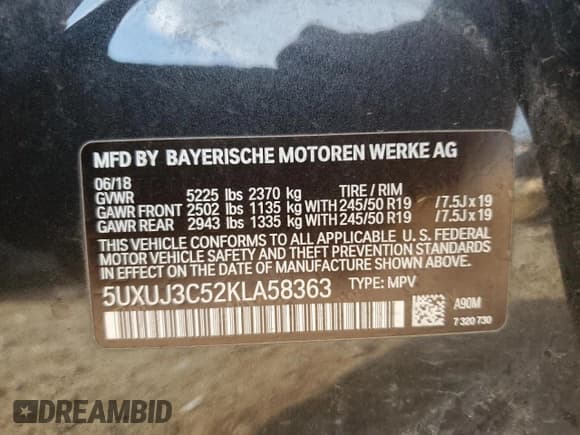 MFD BY BAYERISCHE MOTOREN WERKE AG
06/18
GVWR 5225 lbs 2370 kg TIRE / RIM
GAWR FRONT 2502 lbs 1135 kg WITH 245/50 R19 /7.5J x 19
GAWR REAR 2943 lbs 1335 kg WITH 245/50 R19 /7.5J x 19
THIS VEHICLE CONFORMS TO ALL APPLICABLE U. S. FEDERAL
MOTOR VEHICLE SAFETY AND THEFT PREVENTION STANDARDS
IN EFFECT ON THE DATE OF MANUFACTURE SHOWN ABOVE.
5UXUJ3C52KLA58363 TYPE: MPV
A90M
7 320 730
DREAMBID